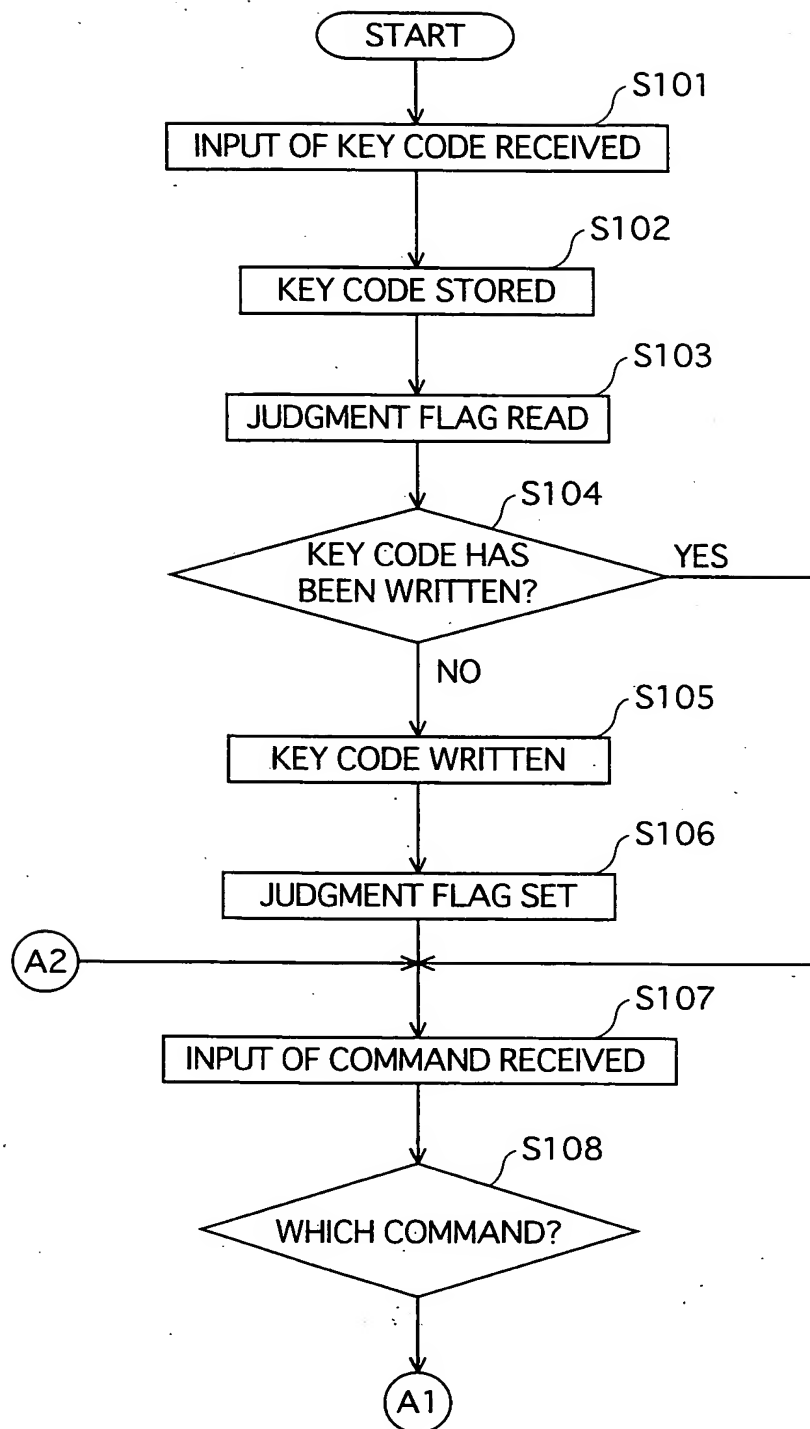 START
S101
INPUT OF KEY CODE RECEIVED
S102
KEY CODE STORED
S103
JUDGMENT FLAG READ
S104
KEY CODE HAS
BEEN WRITTEN?
YES
NO
S105
KEY CODE WRITTEN
S106
JUDGMENT FLAG SET
A2
S107
INPUT OF COMMAND RECEIVED
S108
WHICH COMMAND?
A1